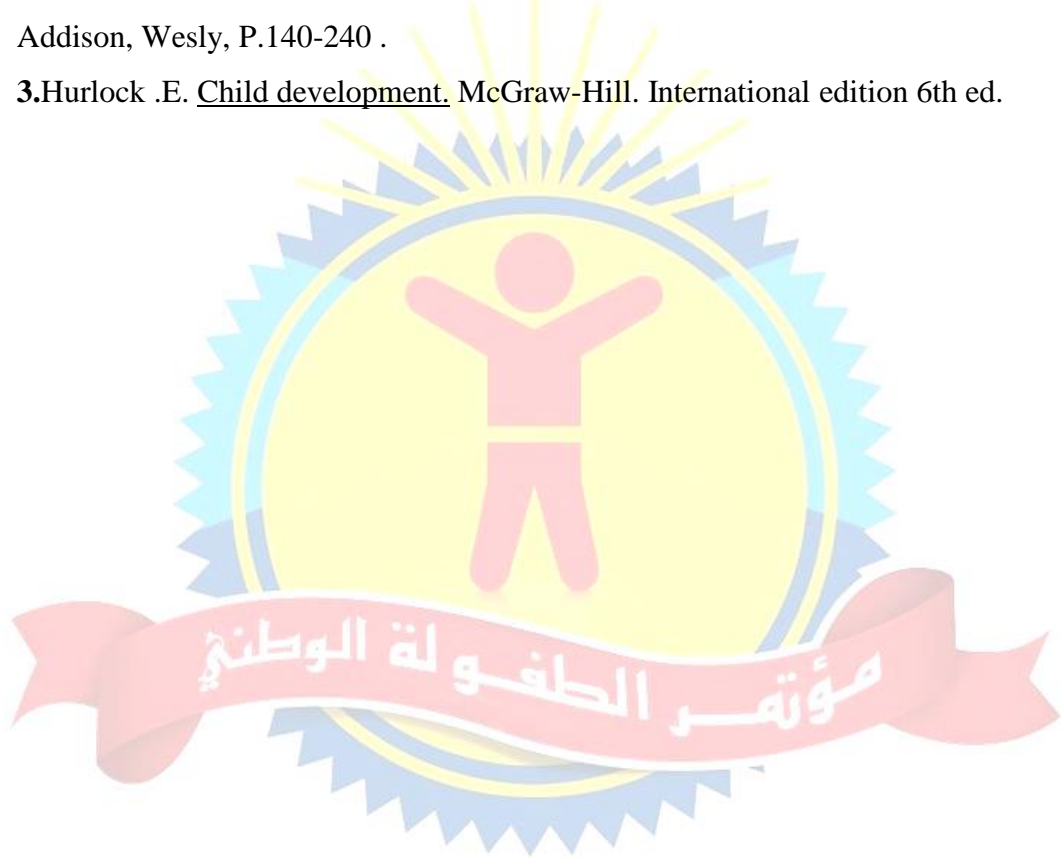 Addison, Wesly, P.140-240 .
3.Hurlock .E. Child development. McGraw-Hill. International edition 6th ed.
مؤتمر الطفولة الوطني